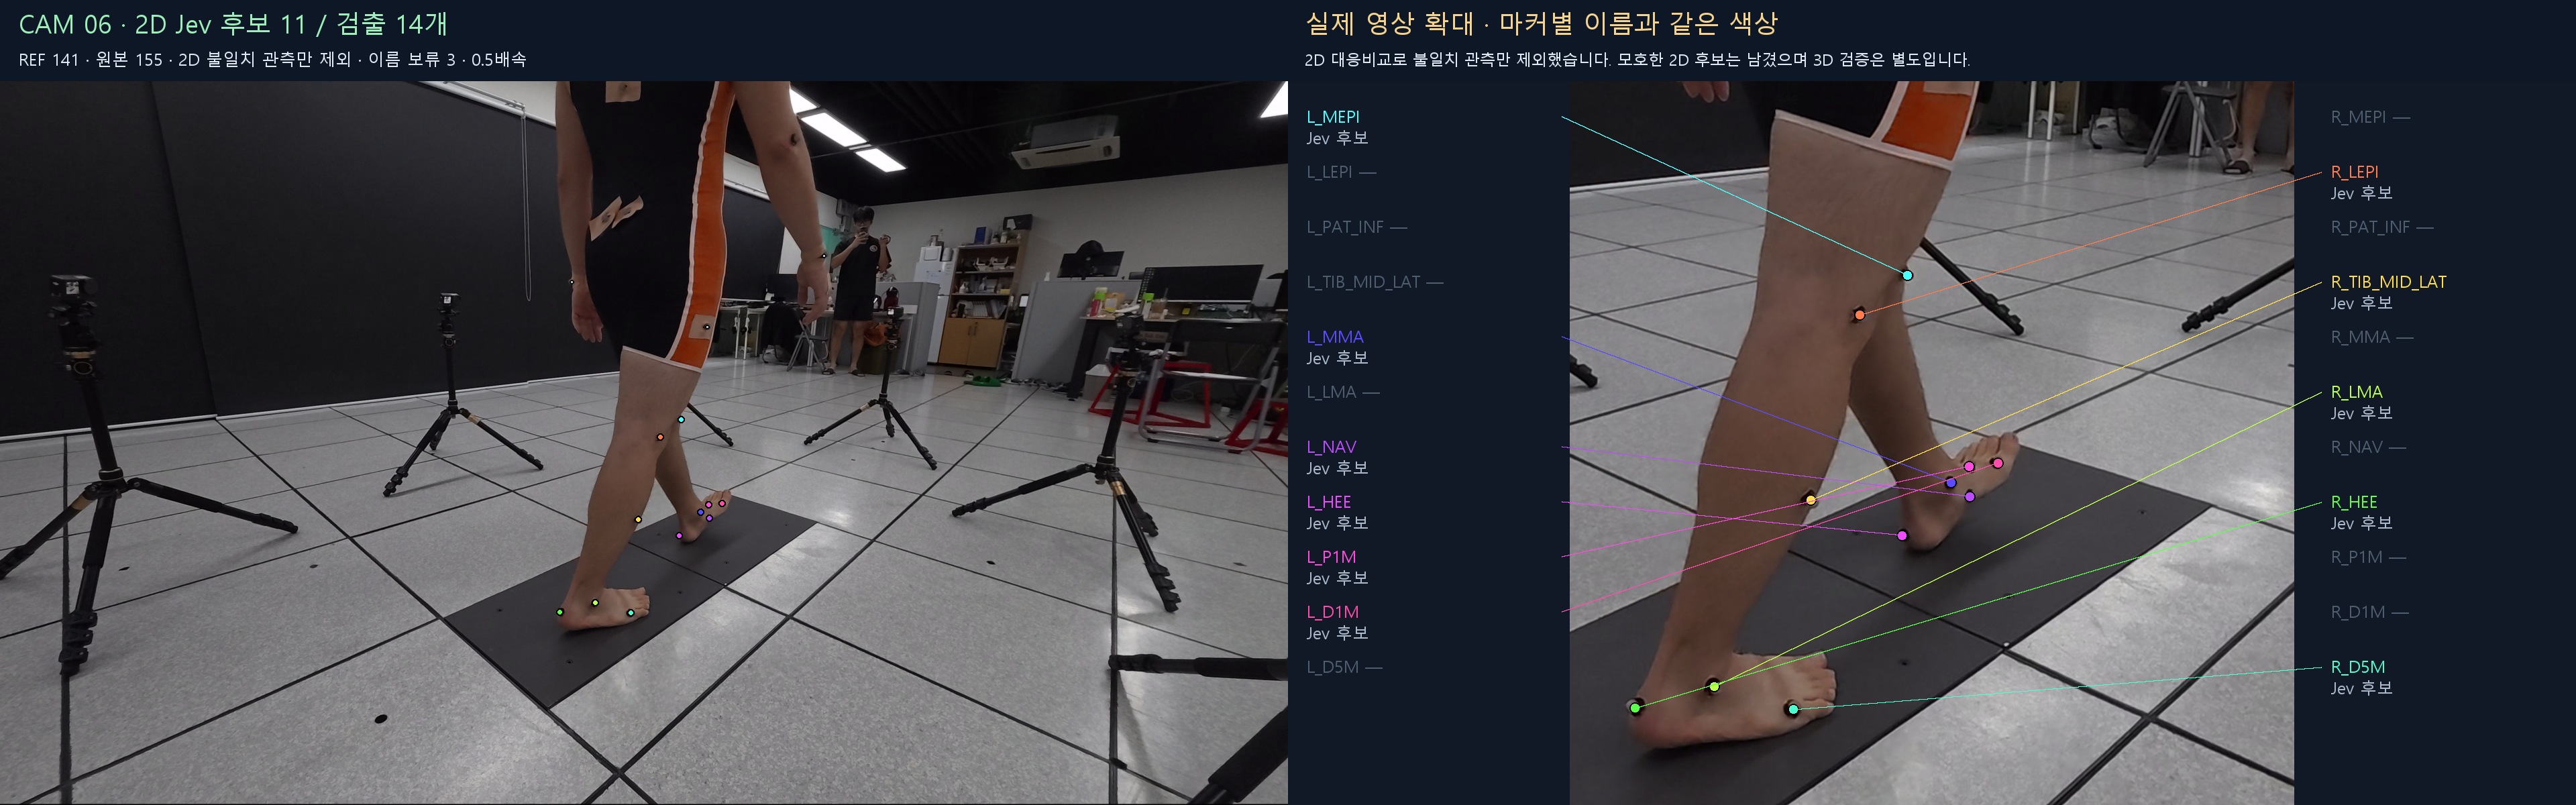 CAM 06 · 2D Jev 후보 11 / 검출 14개
REF 141 · 원본 155 · 2D 불일치 관측만 제외 · 이름 보류 3 · 0.5배속
실제 영상 확대 · 마커별 이름과 같은 색상
2D 대응비교로 불일치 관측만 제외했습니다. 모호한 2D 후보는 남겼으며 3D 검증은 별도입니다.
L_MEPI
Jev 후보
L_LEPI —
L_PAT_INF —
L_TIB_MID_LAT —
L_MMA
Jev 후보
L_LMA —
L_NAV
Jev 후보
L_HEE
Jev 후보
L_P1M
Jev 후보
L_D1M
Jev 후보
L_D5M —
R_MEPI —
R_LEPI
Jev 후보
R_PAT_INF —
R_TIB_MID_LAT
Jev 후보
R_MMA —
R_LMA
Jev 후보
R_NAV —
R_HEE
Jev 후보
R_P1M —
R_D1M —
R_D5M
Jev 후보